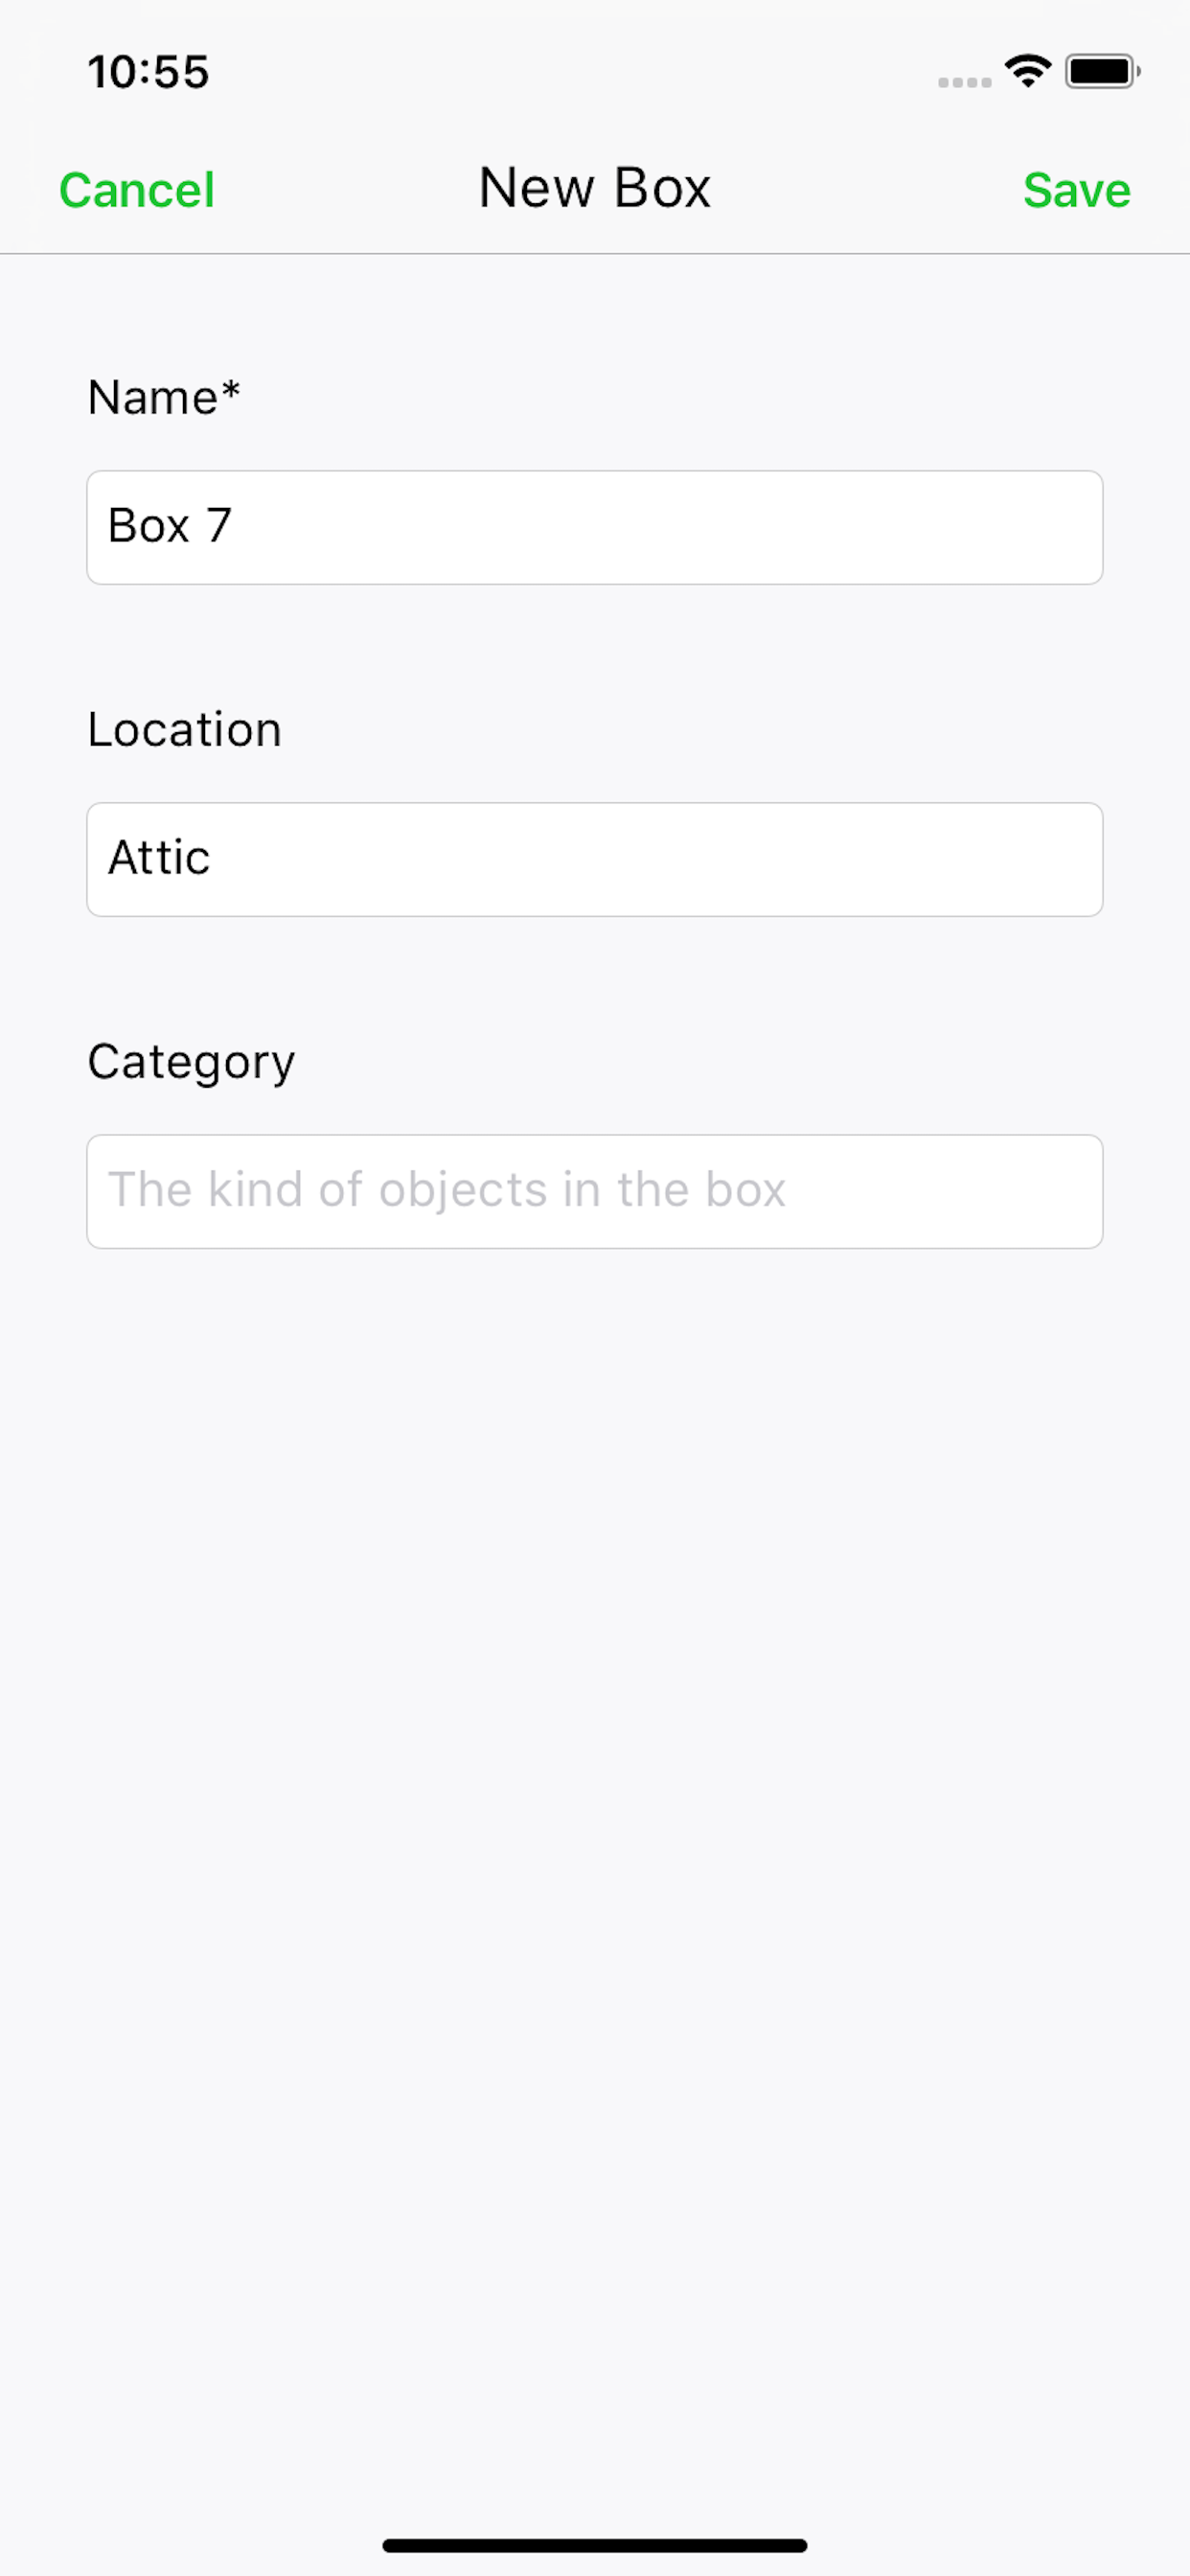 10:55
Cancel New Box Save
Name*
Box 7
Location
Attic
Category
The kind of objects in the box